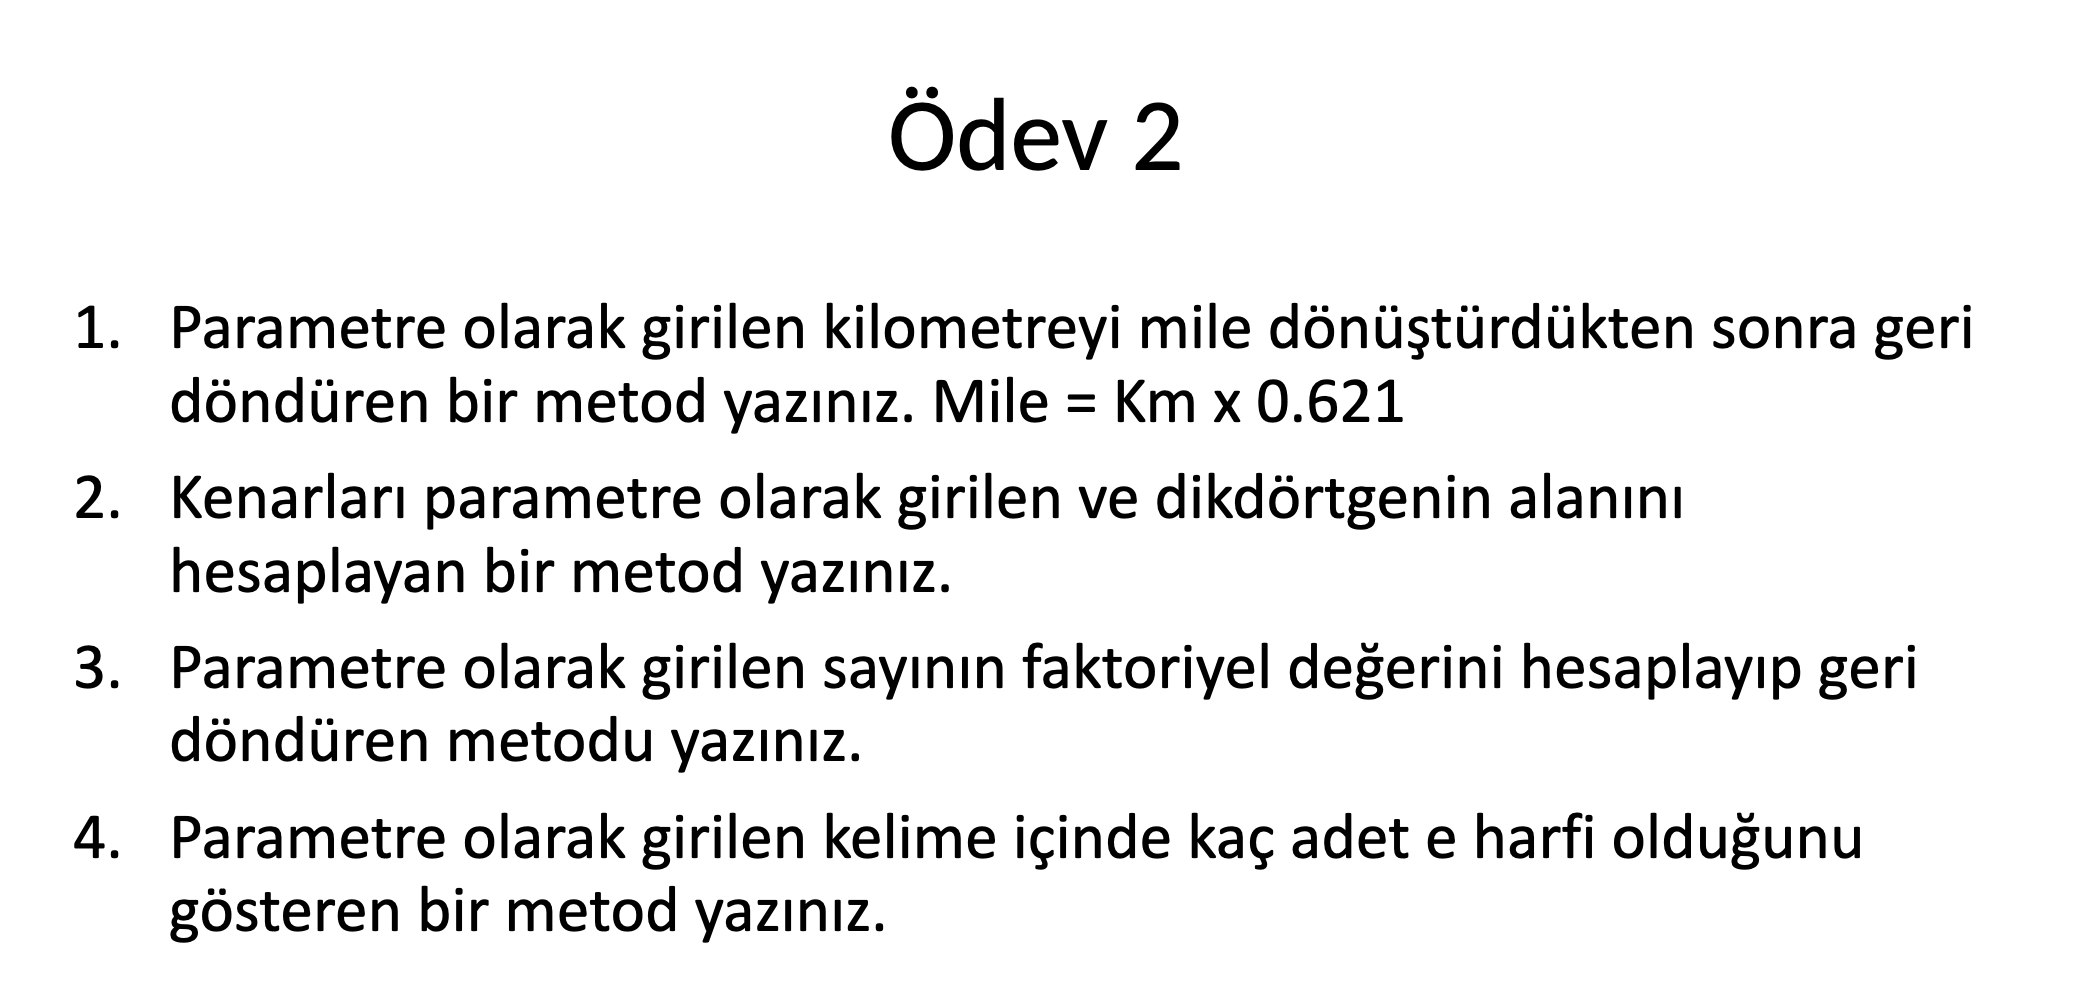 Ödev 2
1. Parametre olarak girilen kilometreyi mile dönüştürdükten sonra geri
döndüren bir metod yazınız. Mile = Km x 0.621
2. Kenarları parametre olarak girilen ve dikdörtgenin alanını
hesaplayan bir metod yazınız.
3. Parametre olarak girilen sayının faktoriyel değerini hesaplayıp geri
döndüren metodu yazınız.
4. Parametre olarak girilen kelime içinde kaç adet e harfi olduğunu
gösteren bir metod yazınız.